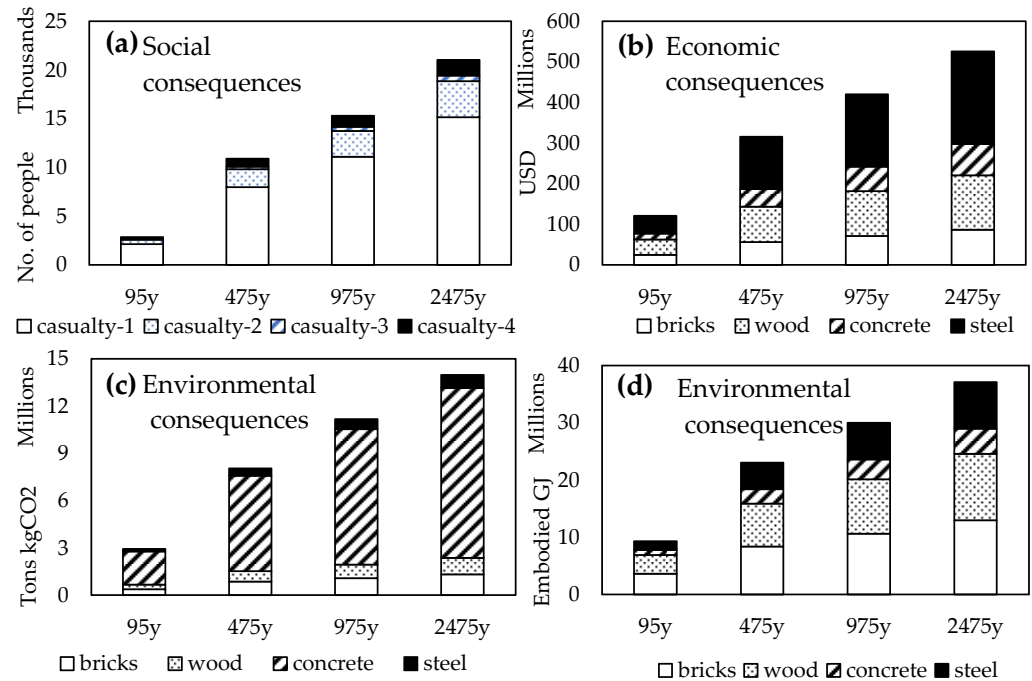 (a) Social
consequences
Thousands
No. of people
25
20
15
10
5
0
95y 475y 975y 2475y
casualty-1 casualty-2 casualty-3 casualty-4
(b) Economic
consequences
Millions
USD
600
500
400
300
200
100
0
95y 475y 975y 2475y
bricks wood concrete steel
(c) Environmental
consequences
Millions
Tons kgCO2
15
12
9
6
3
0
95y 475y 975y 2475y
bricks wood concrete steel
(d) Environmental
consequences
Millions
Embodied GJ
40
30
20
10
0
95y 475y 975y 2475y
bricks wood concrete steel